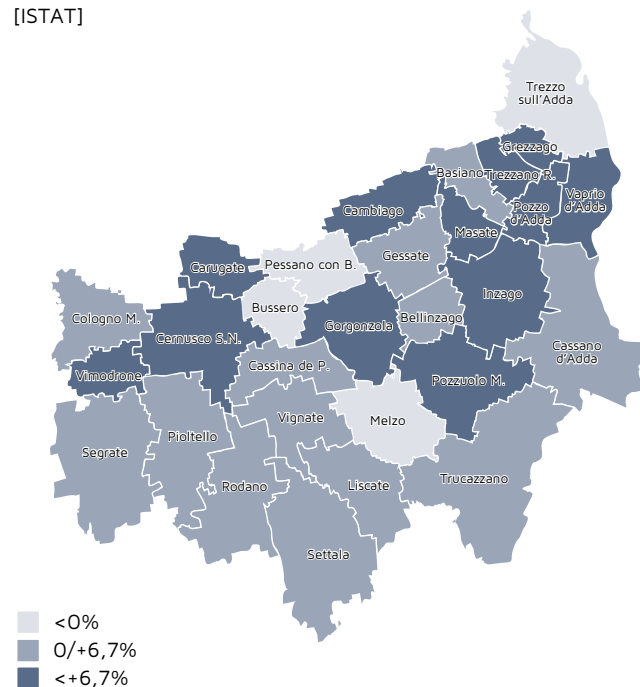 [ISTAT]
Trezzo
sull'Adda
Grezzago
Basiano
Trezzano R.
Vaprio
d'Adda
Pozzo
d'Adda
Cambiago
Masate
Gessate
Carugate
Pessano con B.
Inzago
Bussero
Cologno M.
Gorgonzola
Bellinzago
Cernusco S.N.
Cassano
d'Adda
Cassina de P.
Vimodrone
Pozzuolo M.
Vignate
Melzo
Pioltello
Segrate
Trucazzano
Rodano
Liscate
Settala
<0%
0/+6,7%
<+6,7%